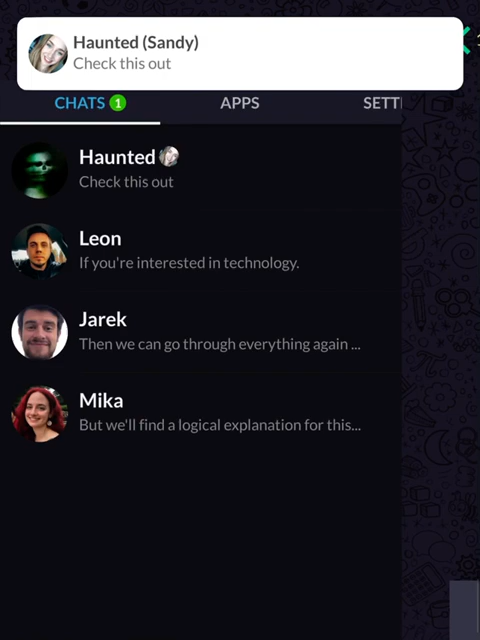 Haunted (Sandy)
Check this out
CHATS 1
APPS
SETTI
Haunted
Check this out
Leon
If you're interested in technology.
Jarek
Then we can go through everything again ...
Mika
But we'll find a logical explanation for this...